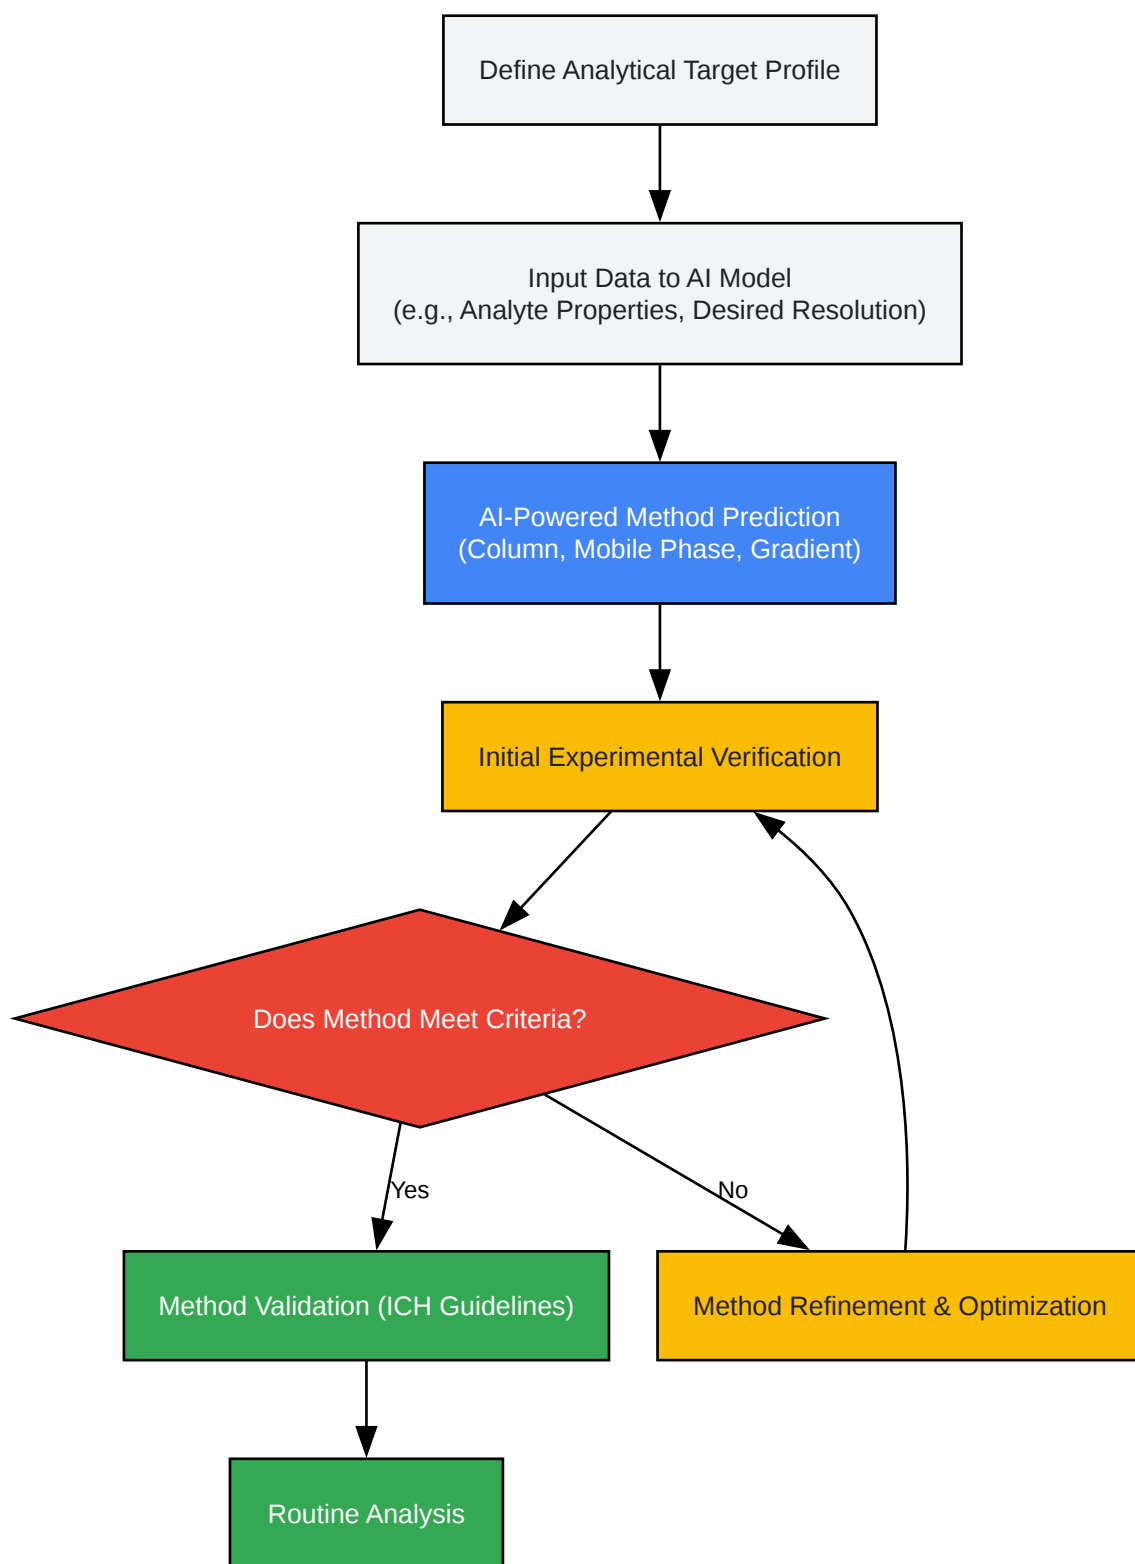 Define Analytical Target Profile
Input Data to AI Model
(e.g., Analyte Properties, Desired Resolution)
AI-Powered Method Prediction
(Column, Mobile Phase, Gradient)
Initial Experimental Verification
Does Method Meet Criteria?
Yes
No
Method Validation (ICH Guidelines)
Method Refinement & Optimization
Routine Analysis